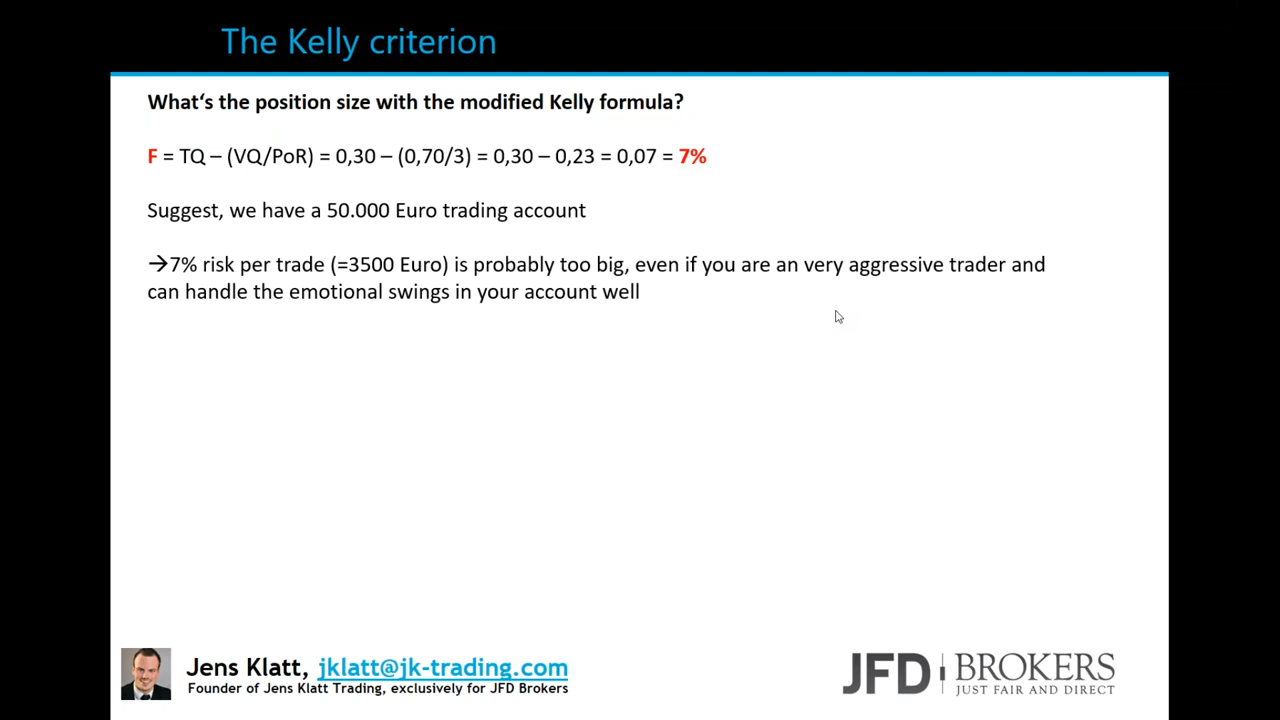 The Kelly criterion
What‘s the position size with the modified Kelly formula?
F = TQ – (VQ/PoR) = 0,30 – (0,70/3) = 0,30 – 0,23 = 0,07 = 7%
Suggest, we have a 50.000 Euro trading account
→7% risk per trade (=3500 Euro) is probably too big, even if you are an very aggressive trader and
can handle the emotional swings in your account well
Jens Klatt, jklatt@jk-trading.com
Founder of Jens Klatt Trading, exclusively for JFD Brokers
JFD BROKERS
JUST FAIR AND DIRECT